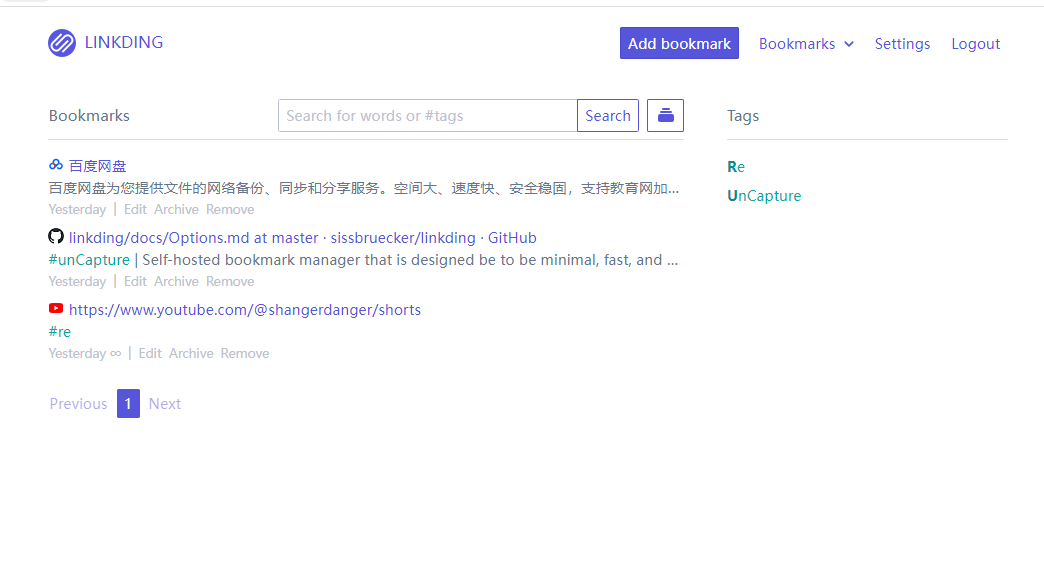 LINKDING
Add bookmark Bookmarks Settings Logout
Bookmarks Search for words or #tags Search Tags
百度网盘
百度网盘为您提供文件的网络备份、同步和分享服务。空间大、速度快、安全稳固，支持教育网加...
Yesterday | Edit Archive Remove
linkding/docs/Options.md at master · sissbruecker/linkding · GitHub
#unCapture | Self-hosted bookmark manager that is designed be to be minimal, fast, and ...
Yesterday | Edit Archive Remove
https://www.youtube.com/@shangerdanger/shorts
#re
Yesterday ∞ | Edit Archive Remove
Previous 1 Next
Re
UnCapture